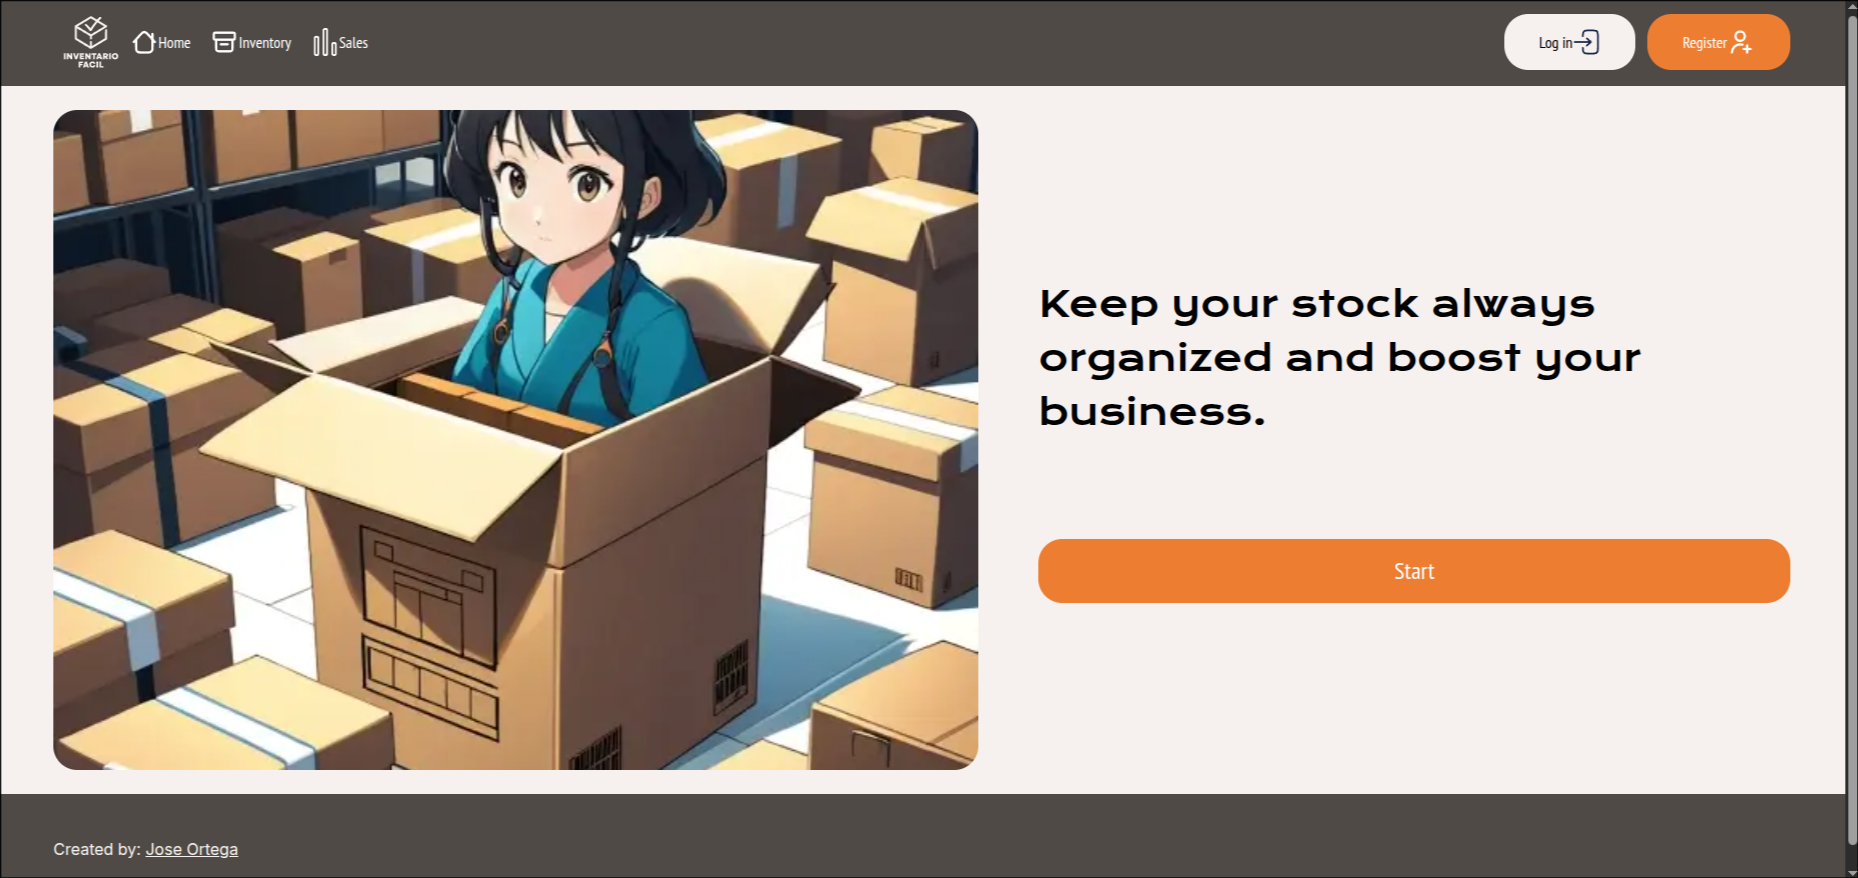 INVENTARIO
FACIL
Home
Inventory
Sales
Log in
Register
Keep your stock always
organized and boost your
business.
Start
Created by: Jose Ortega